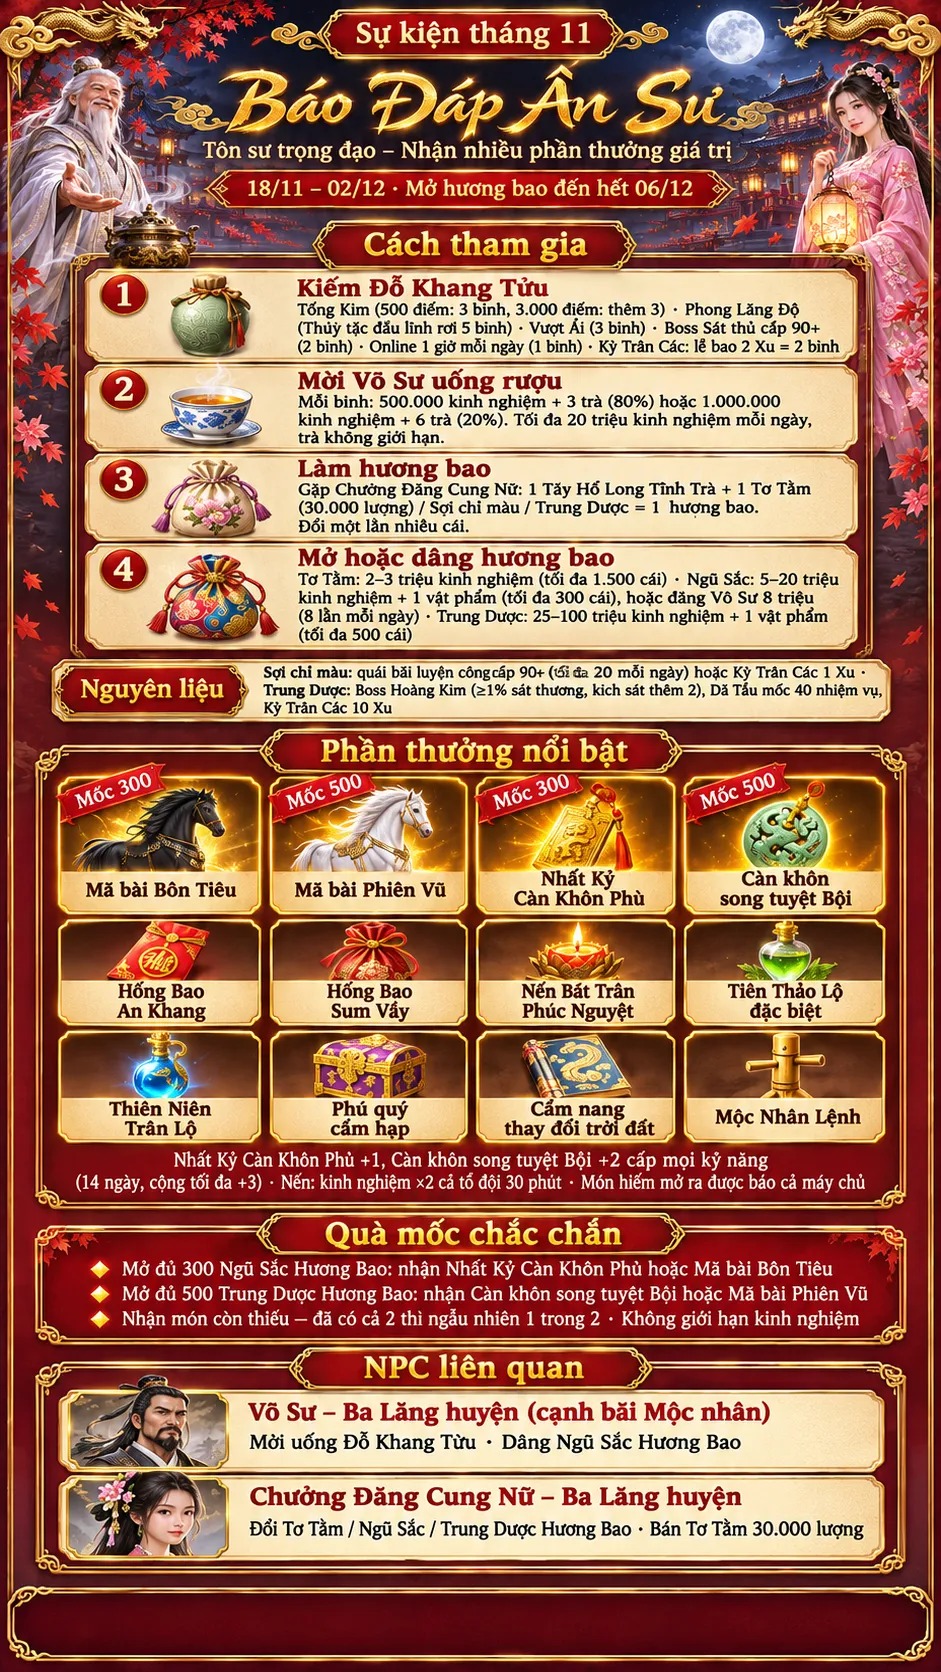 Sự kiện tháng 11
Báo Đáp Ân Sư
Tôn sư trọng đạo – Nhận nhiều phần thưởng giá trị
18/11 – 02/12 · Mở hương bao đến hết 06/12
Cách tham gia
1
Kiếm Đỗ Khang Tửu
Tống Kim (500 điểm: 3 bình, 3.000 điểm: thêm 3) · Phong Lăng Độ
(Thuỷ tặc đầu lĩnh rơi 5 bình) · Vượt Ải (3 bình) · Boss Sát thủ cấp 90+
(2 bình) · Online 1 giờ mỗi ngày (1 bình) · Kỳ Trân Các: lễ bao 2 Xu = 2 bình
2
Mời Võ Sư uống rượu
Mỗi bình: 500.000 kinh nghiệm + 3 trà (80%) hoặc 1.000.000
kinh nghiệm + 6 trà (20%). Tối đa 20 triệu kinh nghiệm mỗi ngày,
trà không giới hạn.
3
Làm hương bao
Gặp Chưởng Đăng Cung Nữ: 1 Tây Hồ Long Tĩnh Trà + 1 Tơ Tằm
(30.000 lượng) / Sợi chỉ màu / Trung Dược = 1 hượng bao.
Đổi một lần nhiều cái.
4
Mở hoặc dâng hương bao
Tơ Tằm: 2–3 triệu kinh nghiệm (tối đa 1.500 cái) · Ngũ Sắc: 5–20 triệu
kinh nghiệm + 1 vật phẩm (tối đa 300 cái), hoặc đăng Võ Sư 8 triệu
(8 lần mỗi ngày) · Trung Dược: 25–100 triệu kinh nghiệm + 1 vật phẩm
(tối đa 500 cái)
Nguyên liệu
Sợi chỉ màu: quái bãi luyện công cấp 90+ (tối đa 20 mỗi ngày) hoặc Kỳ Trân Các 1 Xu ·
Trung Dược: Boss Hoàng Kim (≥1% sát thương, kich sát thêm 2), Dã Tẩu mốc 40 nhiệm vụ,
Kỳ Trân Các 10 Xu
Phần thưởng nổi bật
Mốc 300
Mốc 500
Mốc 300
Mốc 500
Mã bài Bôn Tiêu
Mã bài Phiên Vũ
Nhất Kỷ
Càn Khôn Phù
Càn khôn
song tuyệt Bội
Hồng Bao
An Khang
Hồng Bao
Sum Vầy
Nến Bát Trân
Phúc Nguyệt
Tiên Thảo Lộ
đặc biệt
Thiên Niên
Trân Lộ
Phú quý
cẩm hạp
Cẩm nang
thay đổi trời đất
Mộc Nhân Lệnh
Nhất Kỷ Càn Khôn Phù +1, Càn khôn song tuyệt Bội +2 cấp mọi kỹ năng
(14 ngày, cộng tối đa +3) · Nến: kinh nghiệm ×2 cả tổ đội 30 phút · Món hiếm mở ra được báo cả máy chủ
Quà mốc chắc chắn
Mở đủ 300 Ngũ Sắc Hương Bao: nhận Nhất Kỷ Càn Khôn Phù hoặc Mã bài Bôn Tiêu
Mở đủ 500 Trung Dược Hương Bao: nhận Càn khôn song tuyệt Bội hoặc Mã bài Phiên Vũ
Nhận món còn thiếu — đã có cả 2 thì ngẫu nhiên 1 trong 2 · Không giới hạn kinh nghiệm
NPC liên quan
Võ Sư – Ba Lăng huyện (cạnh bãi Mộc nhân)
Mời uống Đỗ Khang Từu · Dâng Ngũ Sắc Hương Bao
Chưởng Đăng Cung Nữ – Ba Lăng huyện
Đổi Tơ Tằm / Ngũ Sắc / Trung Dược Hương Bao · Bán Tơ Tằm 30.000 lượng